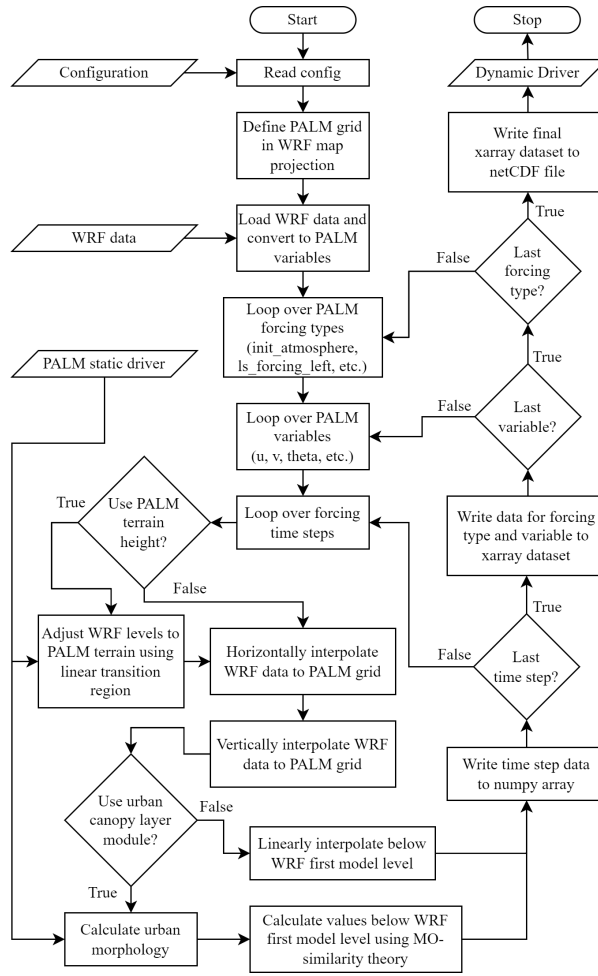 Start
Stop
Configuration
Read config
Dynamic Driver
Define PALM grid
in WRF map
projection
Write final
xarray dataset to
netCDF file
True
WRF data
Load WRF data and
convert to PALM
variables
False
Last
forcing
type?
Loop over PALM
forcing types
(init_atmosphere,
ls_forcing_left, etc.)
True
PALM static driver
False
Last
variable?
Loop over PALM
variables
(u, v, theta, etc.)
True
Use PALM
terrain
height?
Loop over forcing
time steps
Write data for forcing
type and variable to
xarray dataset
False
True
Adjust WRF levels to
PALM terrain using
linear transition
region
Horizontally interpolate
WRF data to PALM grid
False
Last
time step?
Vertically interpolate WRF
data to PALM grid
Write time step data
to numpy array
Use urban
canopy layer
module?
False
Linearly interpolate below
WRF first model level
True
Calculate urban
morphology
Calculate values below WRF
first model level using MO-
similarity theory